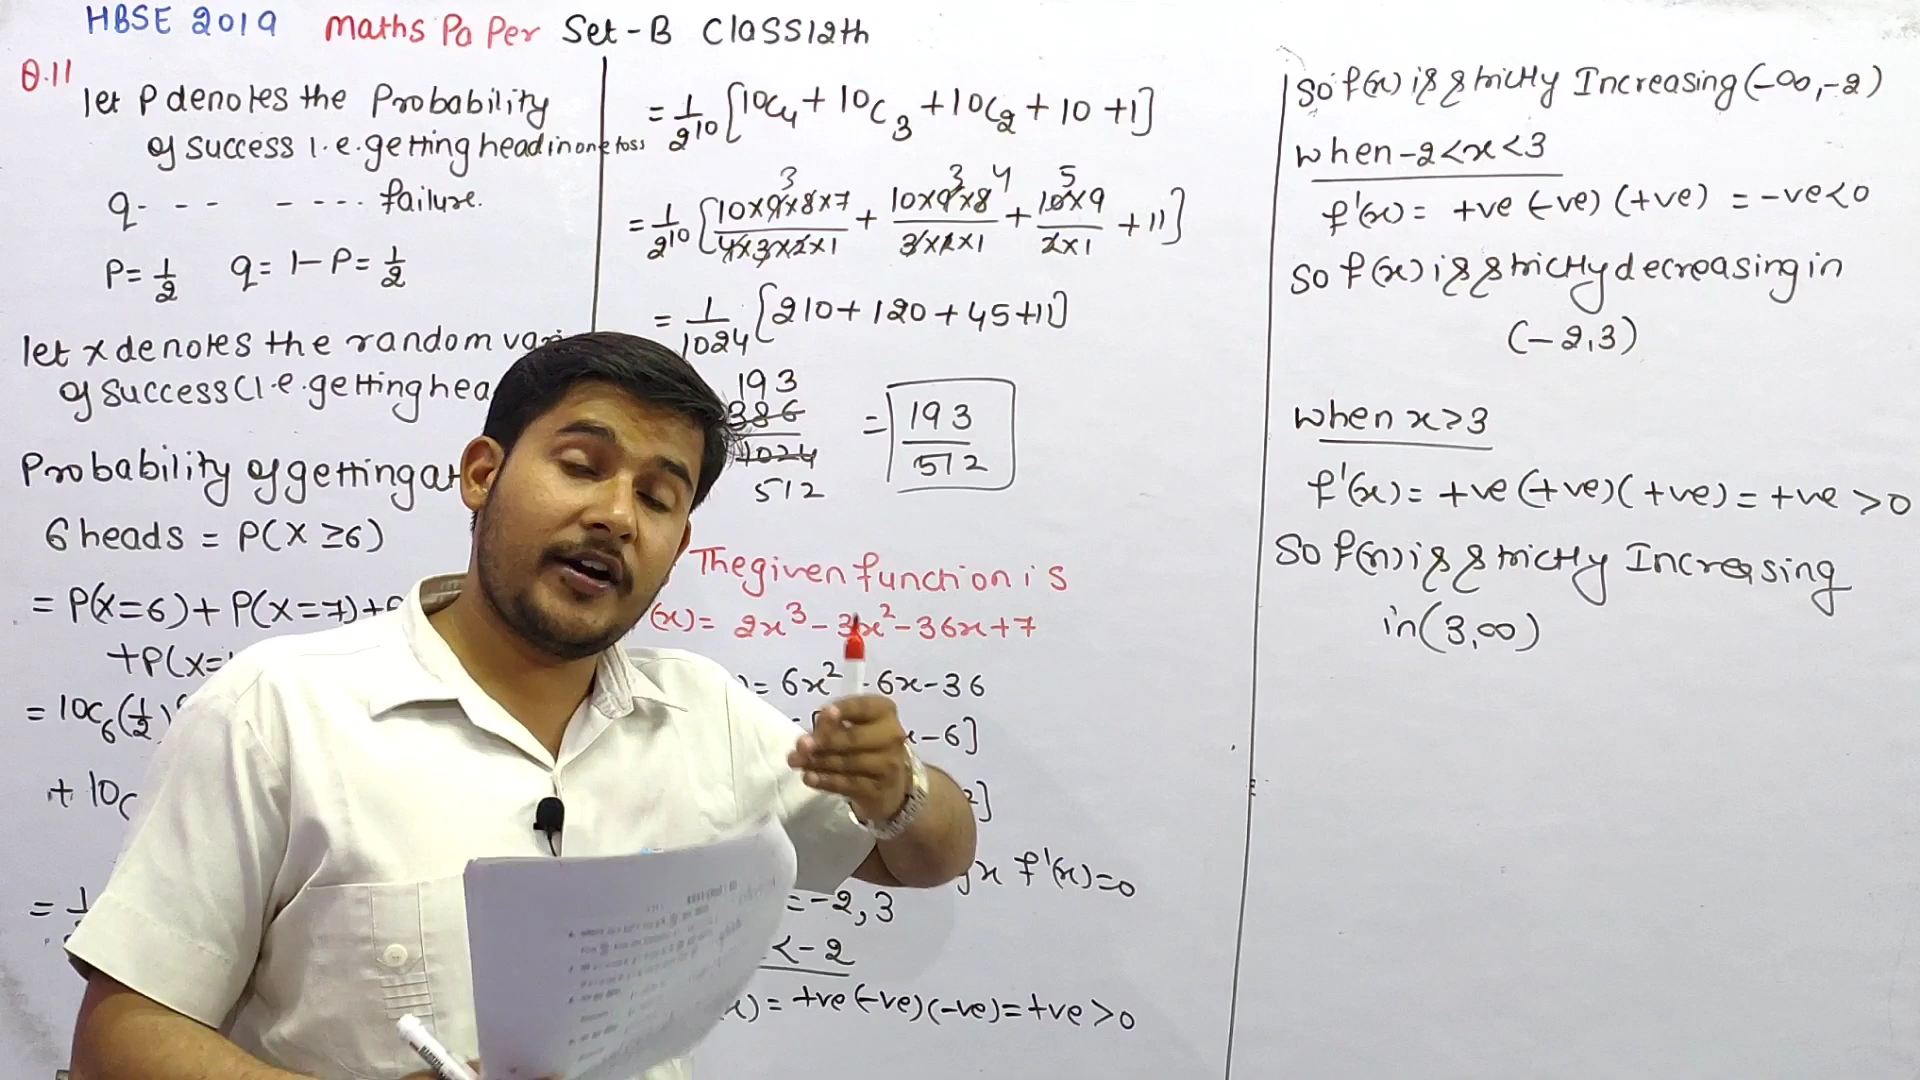 HBSE 2019 Maths Paper Set-B Class12th
Q.11
let P denotes the Probability
of success i.e. getting head in one toss
q- - - - - - - failure.
P=1/2 q= 1-P= 1/2
let x denotes the random
of success (i.e. getting
Probability of getting at
6 heads = P(X ≥6)
= P(X=6)+ P(X=7)+
+P(X=
= 10C6(1/2)
+ 10C
= 1/2^10 [10C4+ 10C3 +10C2+ 10 +1]
= 1/2^10 [10×9×8×7/4×3×2×1 + 10×9×8/3×2×1 + 10×9/2×1 + 11]
3 3 4 5
= 1/1024 [210+120+45+11]
193
386/1024 = 193/512
512
The given function is
(x)= 2x³-3x²-36x+7
)= 6x²-6x-36
-6]
2]
f'(x)=0
=-2,3
<-2
)= +ve(-ve)(-ve)=+ve>0
So f(x) is strictly Increasing (-∞,-2)
when -2<x<3
f'(x)= +ve (-ve) (+ve) = -ve<0
So f(x) is strictly decreasing in
(-2,3)
when x>3
f'(x)= +ve(+ve)(+ve)=+ve>0
So f(x) is strictly Increasing
in(3,∞)